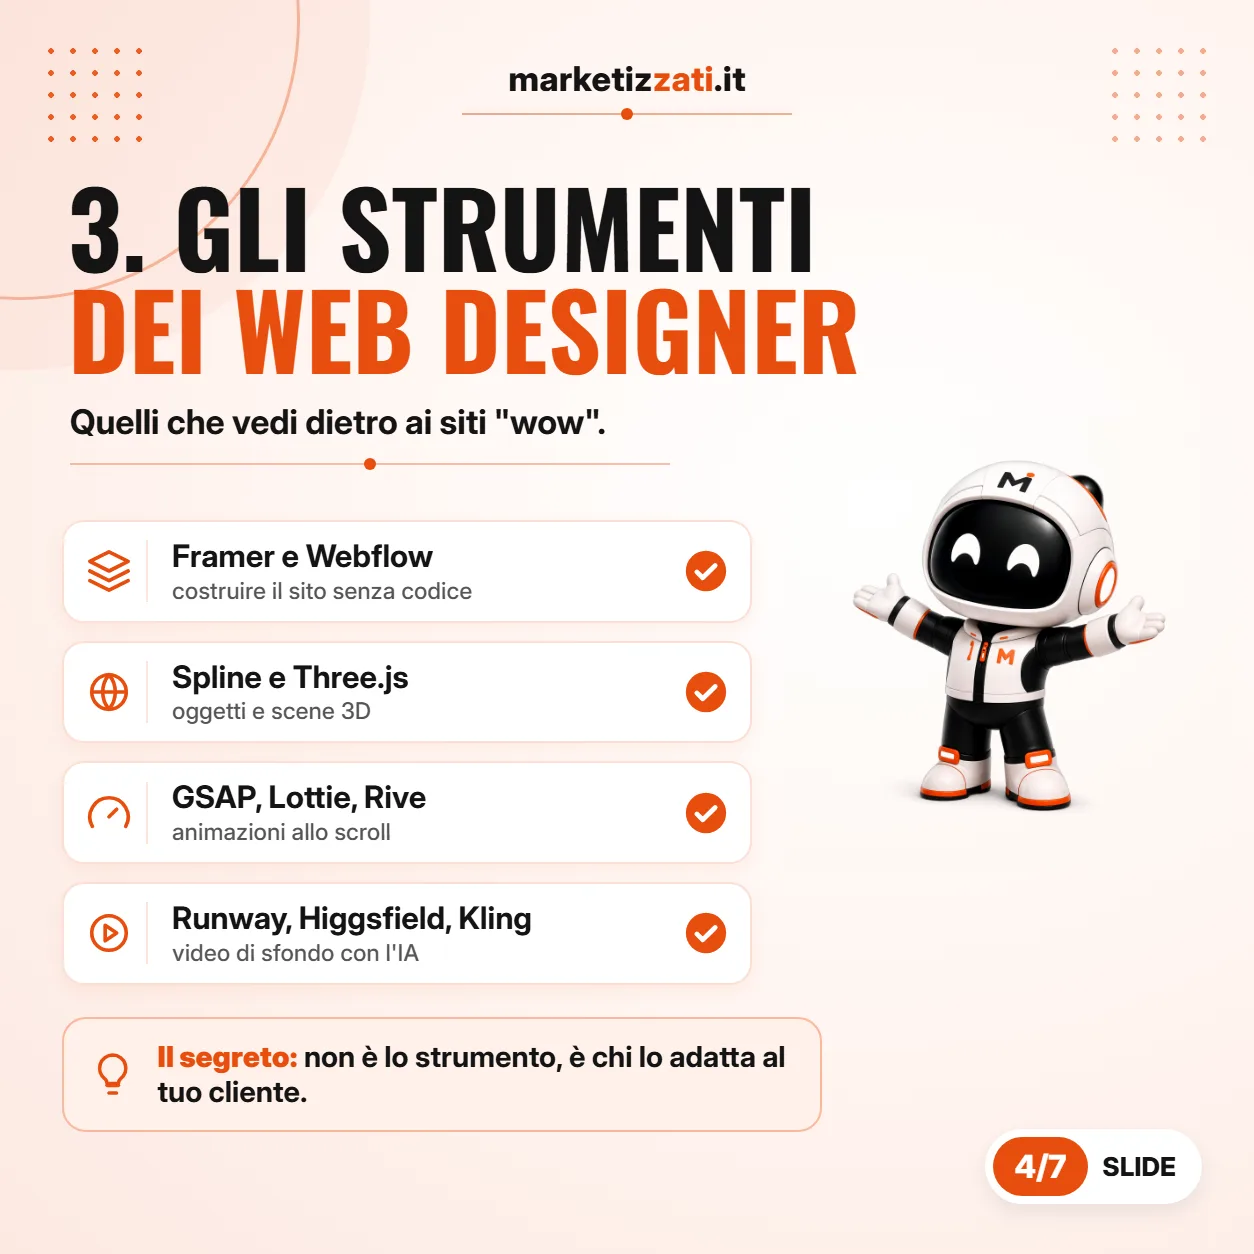 marketizzati.it
3. GLI STRUMENTI
DEI WEB DESIGNER
Quelli che vedi dietro ai siti "wow".
Framer e Webflow
costruire il sito senza codice
Spline e Three.js
oggetti e scene 3D
GSAP, Lottie, Rive
animazioni allo scroll
Runway, Higgsfield, Kling
video di sfondo con l'IA
Il segreto: non è lo strumento, è chi lo adatta al
tuo cliente.
M
M
4/7 SLIDE